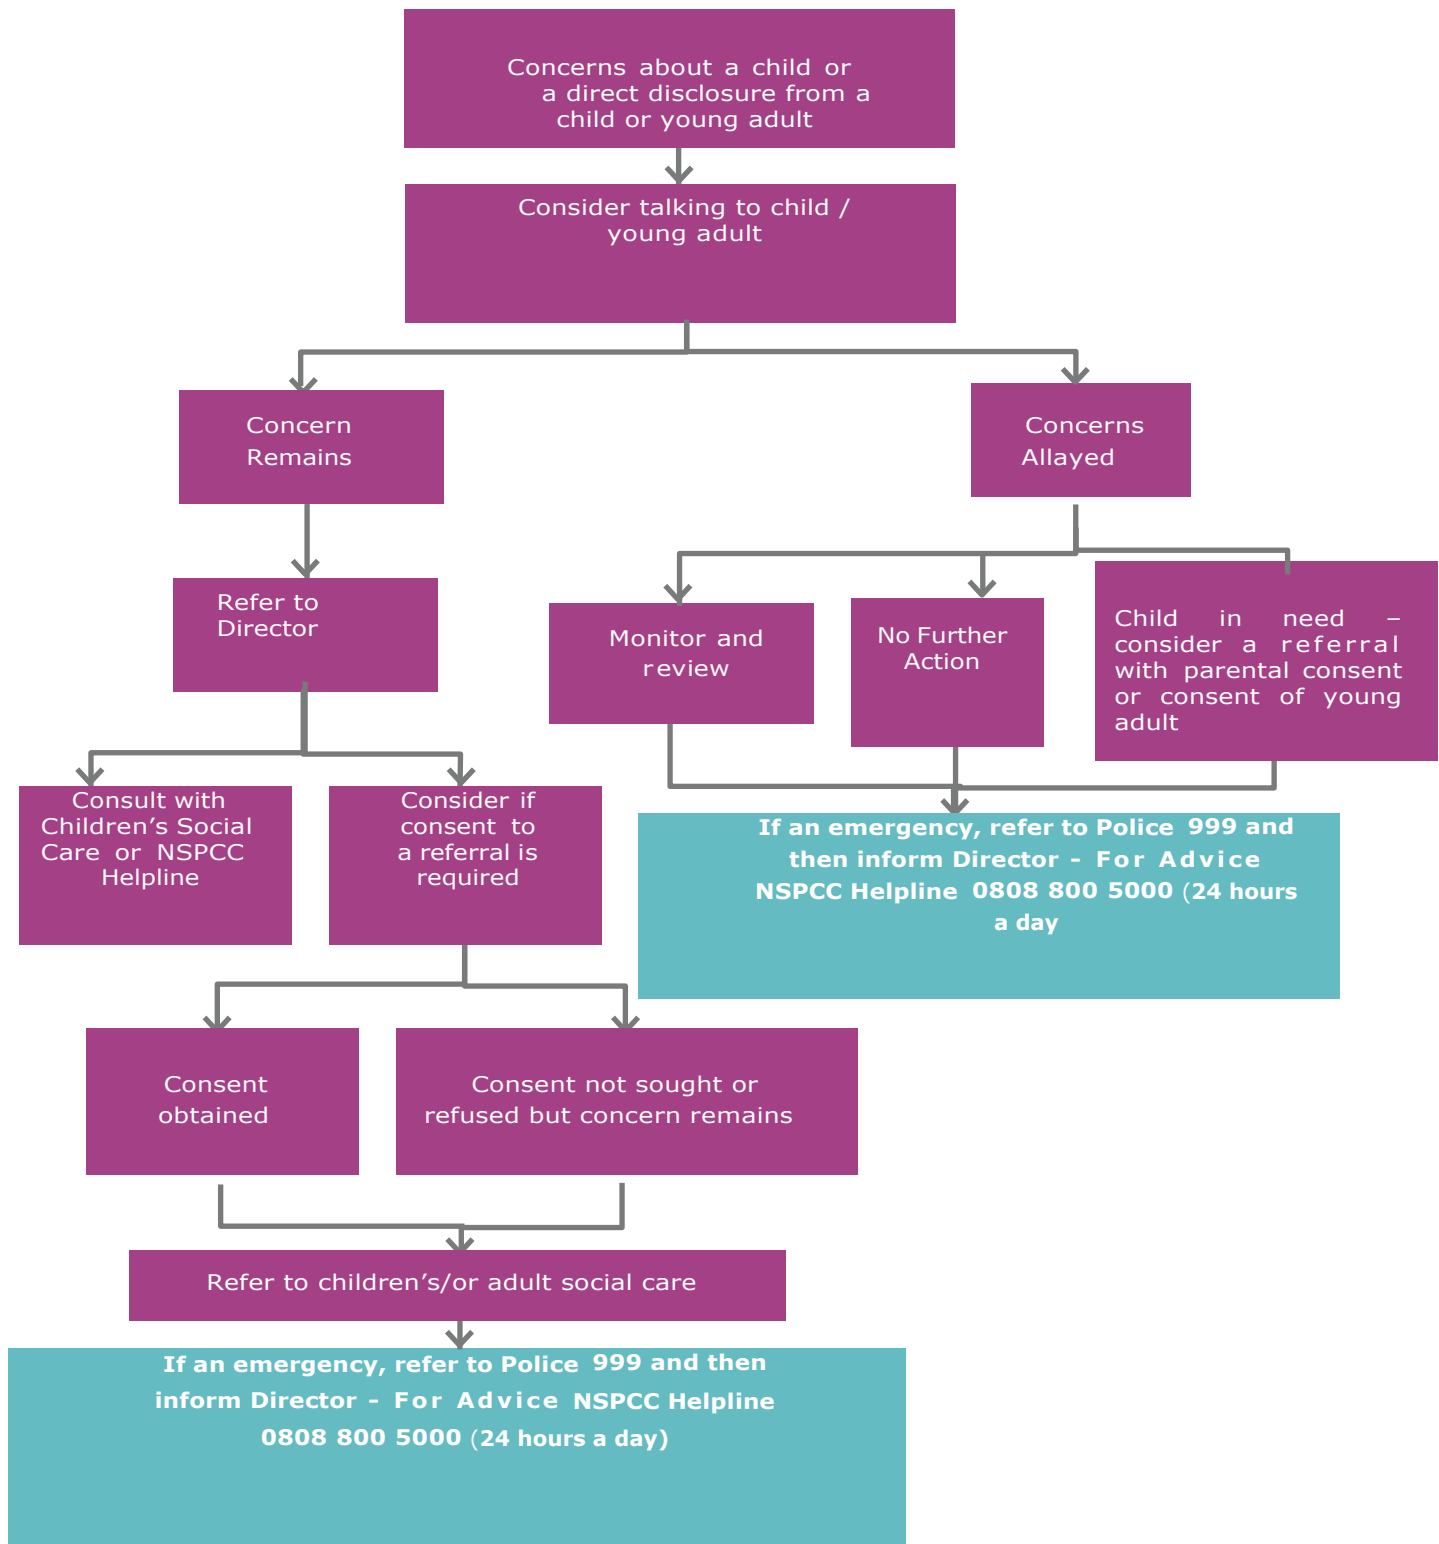 Concerns about a child or
a direct disclosure from a
child or young adult
Consider talking to child /
young adult
Concern
Remains
Concerns
Allayed
Refer to
Director
Monitor and
review
No Further
Action
Child in need –
consider a referral
with parental consent
or consent of young
adult
Consult with
Children’s Social
Care or NSPCC
Helpline
Consider if
consent to
a referral is
required
If an emergency, refer to Police 999 and
then inform Director – For Advice
NSPCC Helpline 0808 800 5000 (24 hours
a day
Consent
obtained
Consent not sought or
refused but concern remains
Refer to children’s/or adult social care
If an emergency, refer to Police 999 and then
inform Director – For Advice NSPCC Helpline
0808 800 5000 (24 hours a day)